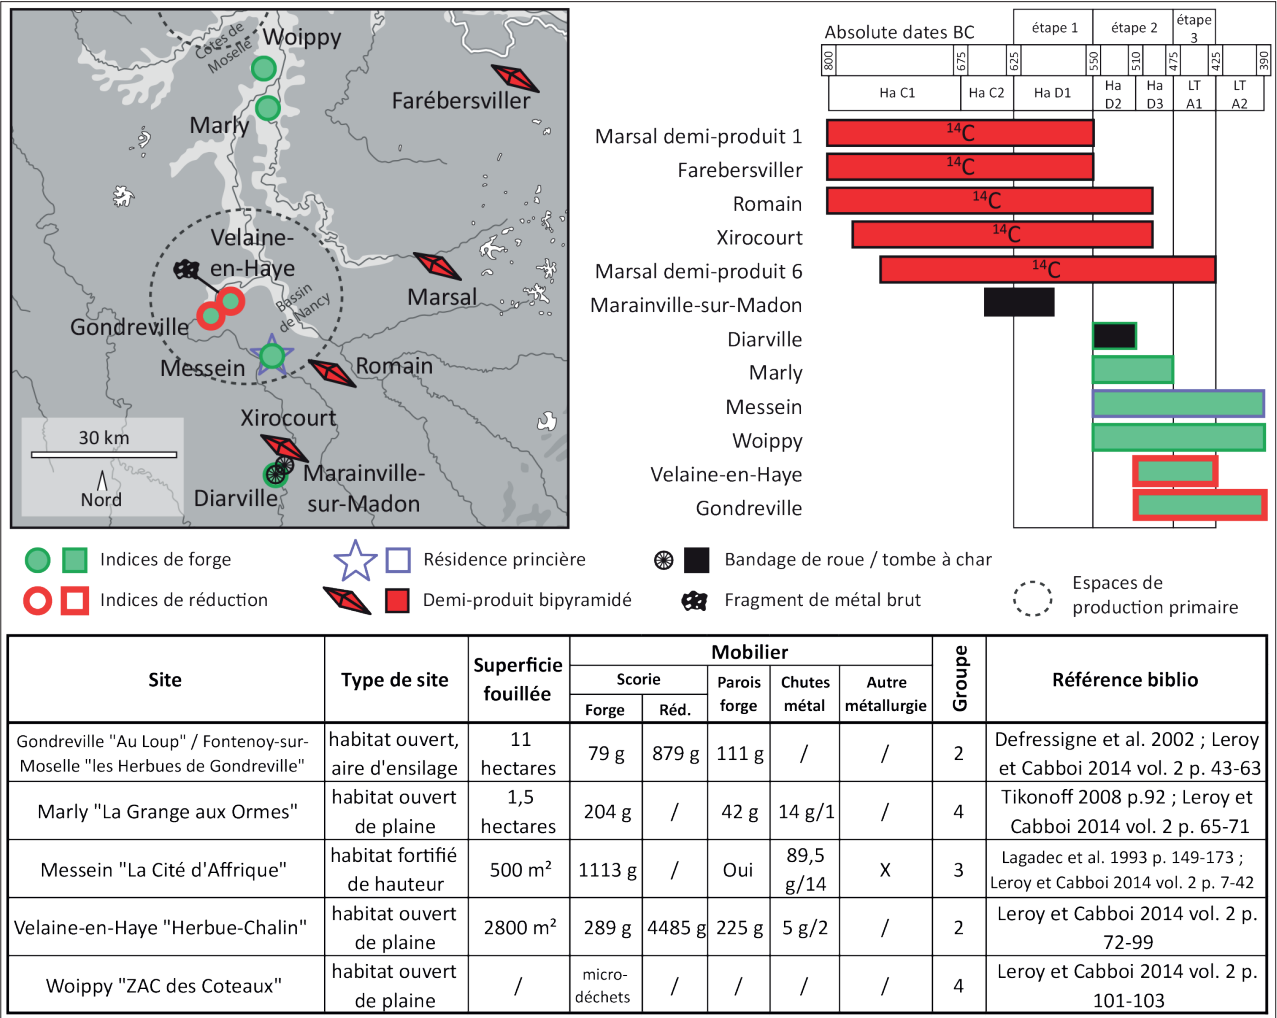 Woippy
Côtes de
Moselle
Farébersviller
Marly
Velaine-
en-Haye
Bassin
de Nancy
Marsal
Gondreville
Messein
Romain
Xirocourt
30 km
Nord
Diarville
Marainville-
sur-Madon
Absolute dates BC
étape 1
étape 2
étape
3
800
675
625
550
510
475
425
390
Ha C1
Ha C2
Ha D1
Ha
D2
Ha
D3
LT
A1
LT
A2
Marsal demi-produit 1
14C
Farebersviller
14C
Romain
14C
Xirocourt
14C
Marsal demi-produit 6
14C
Marainville-sur-Madon
Diarville
Marly
Messein
Woippy
Velaine-en-Haye
Gondreville
Indices de forge
Résidence princière
Bandage de roue / tombe à char
Indices de réduction
Demi-produit bipyramidé
Fragment de métal brut
Espaces de
production primaire
Site
Type de site
Superficie
fouillée
Mobilier
Scorie
Forge
Réd.
Parois
forge
Chutes
métal
Autre
métallurgie
Groupe
Référence biblio
Gondreville "Au Loup" / Fontenoy-sur-
Moselle "les Herbues de Gondreville"
habitat ouvert,
aire d'ensilage
11
hectares
79 g
879 g
111 g
/
/
2
Defressigne et al. 2002 ; Leroy
et Cabboi 2014 vol. 2 p. 43-63
Marly "La Grange aux Ormes"
habitat ouvert
de plaine
1,5
hectares
204 g
/
42 g
14 g/1
/
4
Tikonoff 2008 p.92 ; Leroy et
Cabboi 2014 vol. 2 p. 65-71
Messein "La Cité d'Affrique"
habitat fortifié
de hauteur
500 m²
1113 g
/
Oui
89,5
g/14
X
3
Lagadec et al. 1993 p. 149-173 ;
Leroy et Cabboi 2014 vol. 2 p. 7-42
Velaine-en-Haye "Herbue-Chalin"
habitat ouvert
de plaine
2800 m²
289 g
4485 g
225 g
5 g/2
/
2
Leroy et Cabboi 2014 vol. 2 p.
72-99
Woippy "ZAC des Coteaux"
habitat ouvert
de plaine
/
micro-
déchets
/
/
/
/
4
Leroy et Cabboi 2014 vol. 2 p.
101-103